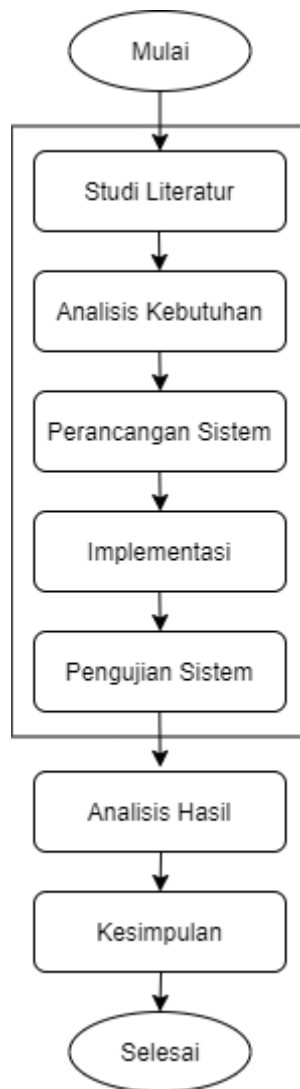 Mulai
Studi Literatur
Analisis Kebutuhan
Perancangan Sistem
Implementasi
Pengujian Sistem
Analisis Hasil
Kesimpulan
Selesai